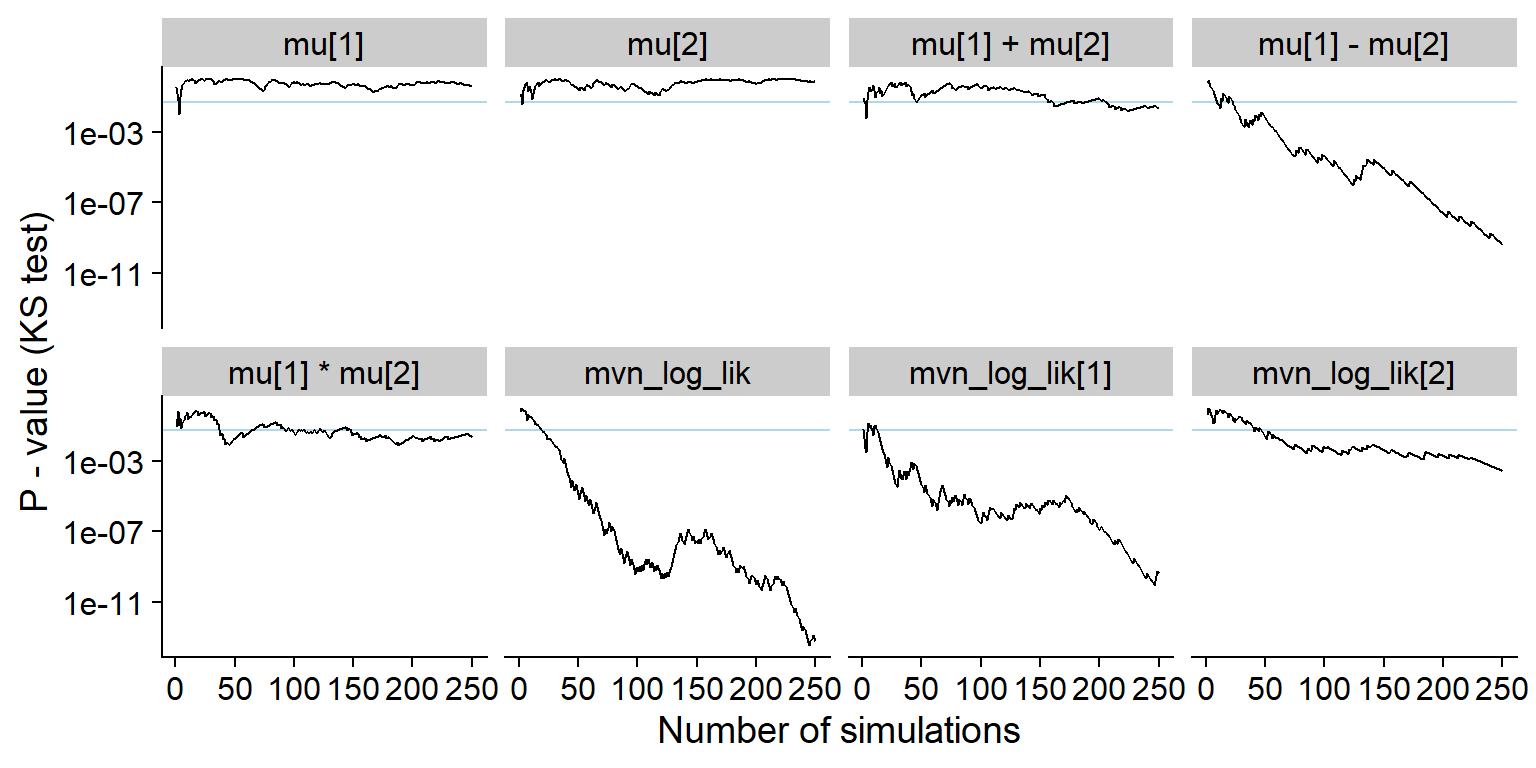 mu[1] mu[2] mu[1] + mu[2] mu[1] - mu[2]
1e-03
1e-07
1e-11
P - value (KS test)
mu[1] * mu[2] mvn_log_lik mvn_log_lik[1] mvn_log_lik[2]
1e-03
1e-07
1e-11
0 50 100 150 200 250 0 50 100 150 200 250 0 50 100 150 200 250 0 50 100 150 200 250
Number of simulations